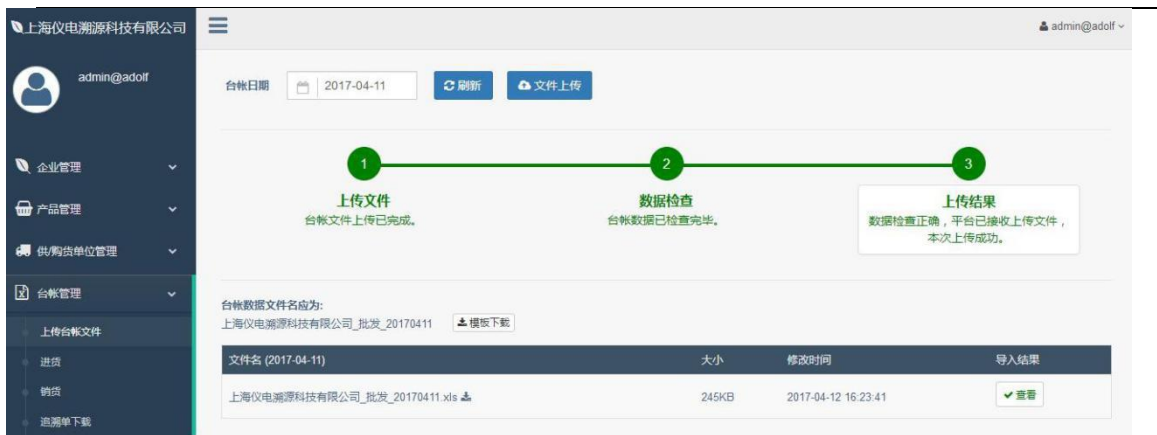 上海仪电溯源科技有限公司
admin@adolf
admin@adolf
企业管理
产品管理
供/购货单位管理
台帐管理
上传台帐文件
进货
销货
追溯单下载
台帐日期
2017-04-11
刷新
文件上传
1
2
3
上传文件
台帐文件上传已完成。
数据检查
台帐数据已检查完毕。
上传结果
数据检查正确，平台已接收上传文件，
本次上传成功。
台帐数据文件名应为:
上海仪电溯源科技有限公司_批发_20170411 模板下载
文件名 (2017-04-11) 大小 修改时间 导入结果
上海仪电溯源科技有限公司_批发_20170411.xls 245KB 2017-04-12 16:23:41 查看